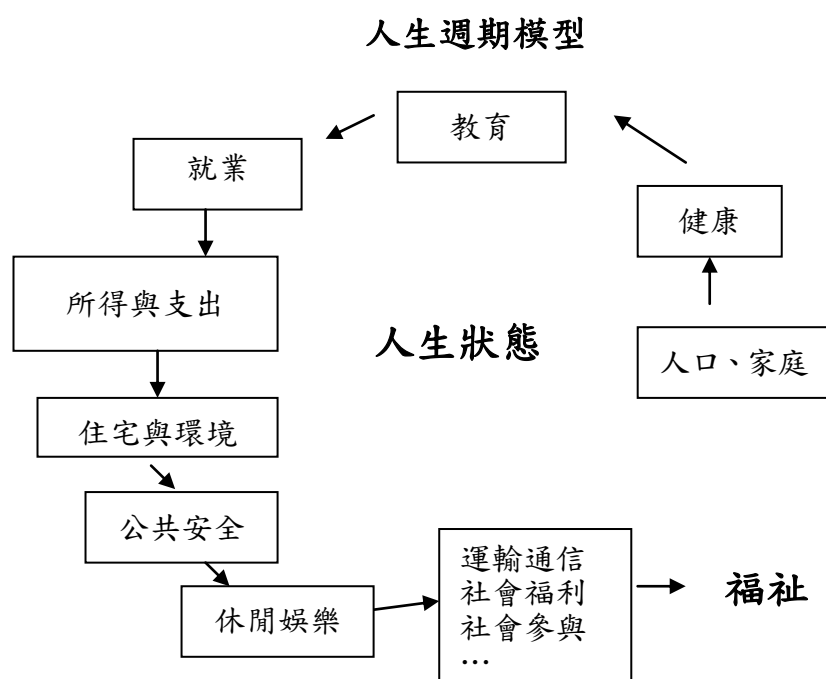 人生週期模型
教育
就業
健康
所得與支出
人生狀態
人口、家庭
住宅與環境
公共安全
運輸通信
社會福利
社會參與
…
福祉
休閒娛樂